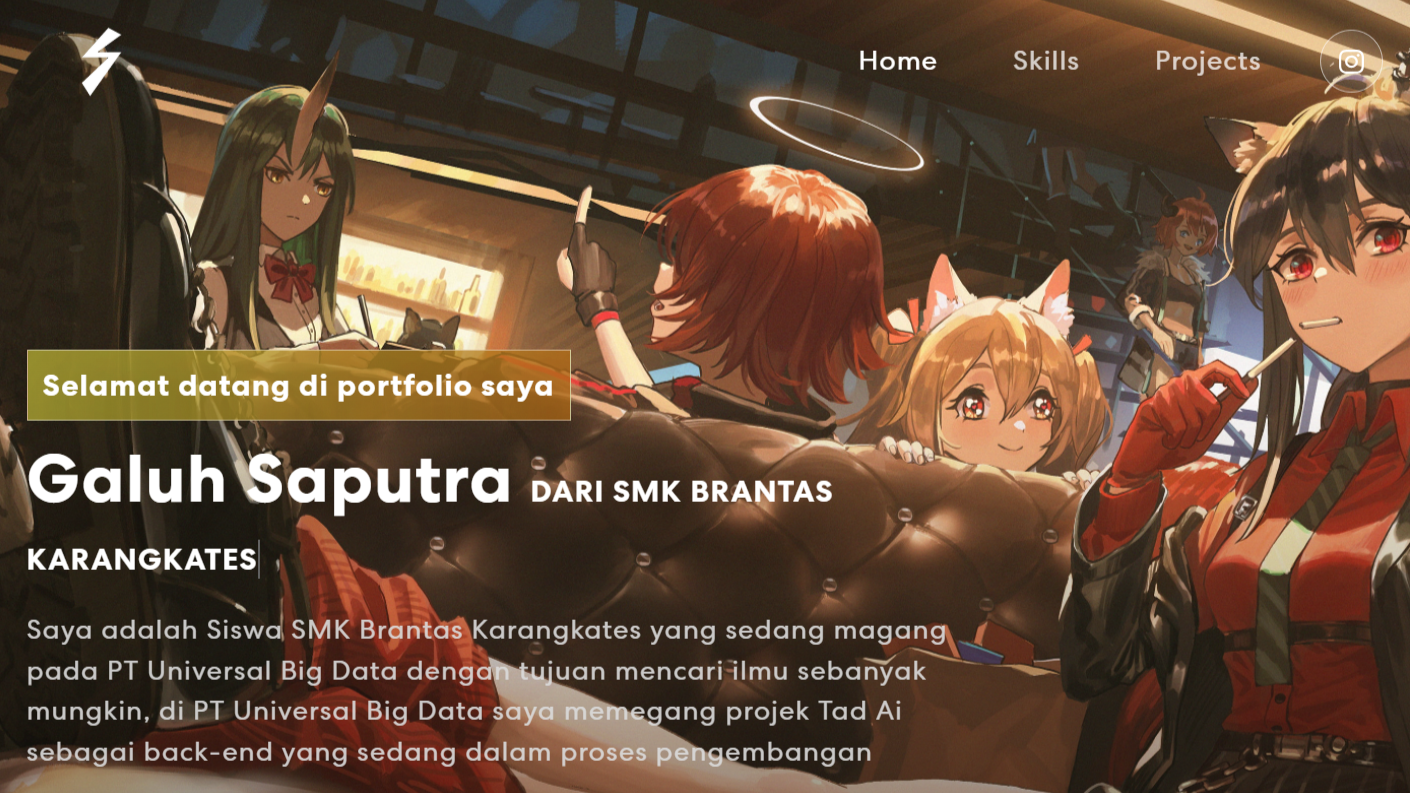 Home Skills Projects
Selamat datang di portfolio saya
Galuh Saputra DARI SMK BRANTAS
KARANGKATES
Saya adalah Siswa SMK Brantas Karangkates yang sedang magang
pada PT Universal Big Data dengan tujuan mencari ilmu sebanyak
mungkin, di PT Universal Big Data saya memegang projek Tad Ai
sebagai back-end yang sedang dalam proses pengembangan